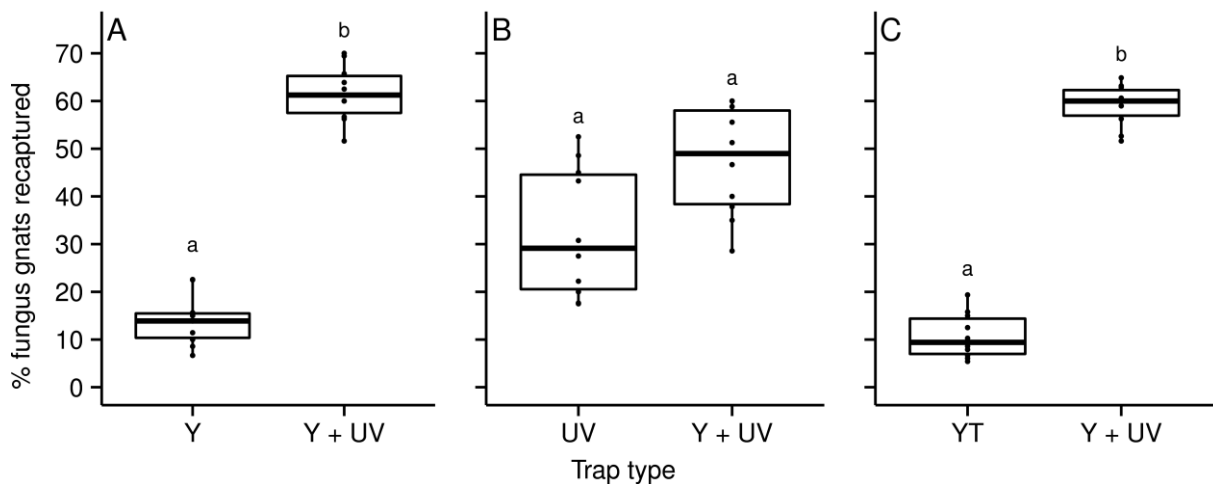 A
B
C
% fungus gnats recaptured
70
60
50
40
30
20
10
0
a
b
a
a
a
b
Y
Y + UV
UV
Y + UV
YT
Y + UV
Trap type